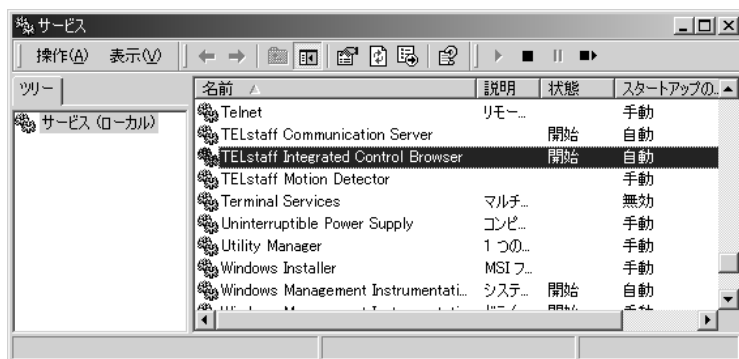 サービス
操作(A) 表示(V)
ツリー
サービス (ローカル)
名前 説明 状態 スタートアップの...
Telnet リモー... 手動
TELstaff Communication Server 開始 自動
TELstaff Integrated Control Browser 開始 自動
TELstaff Motion Detector 手動
Terminal Services マルチ... 無効
Uninterruptible Power Supply コンピ... 手動
Utility Manager 1 つの... 手動
Windows Installer MSI フ... 手動
Windows Management Instrumentati... システ... 開始 自動